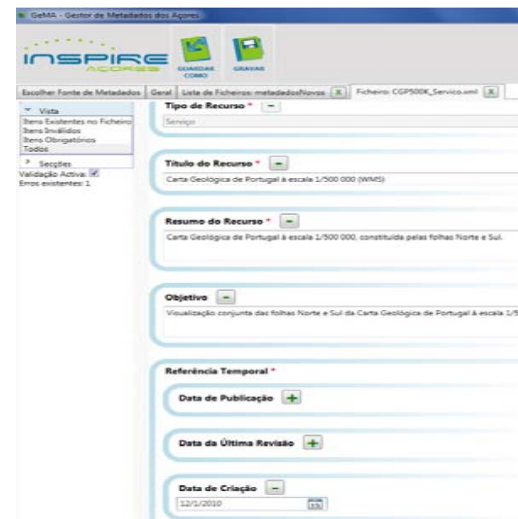 GeMA - Gestor de Metadados dos Açores
INSPIRE
AÇORES
GUARDAR COMO
GRAVAR
Escolher Fonte de Metadados
Geral
Lista de Ficheiros: metadadosNovos X
Ficheiro: CGP500K_Servico.xml X
Vista
Itens Existentes no Ficheiro
Itens Inválidos
Itens Obrigatórios
Todos
Secções
Validação Activa:
Erros existentes: 1
Tipo de Recurso * -
Serviço
Título do Recurso * -
Carta Geológica de Portugal à escala 1/500 000 (WMS)
Resumo do Recurso * -
Carta Geológica de Portugal à escala 1/500 000, constituída pelas folhas Norte e Sul.
Objetivo -
Visualização conjunta das folhas Norte e Sul da Carta Geológica de Portugal à escala 1/5
Referência Temporal *
Data de Publicação +
Data da Última Revisão +
Data de Criação -
12/1/2010
15